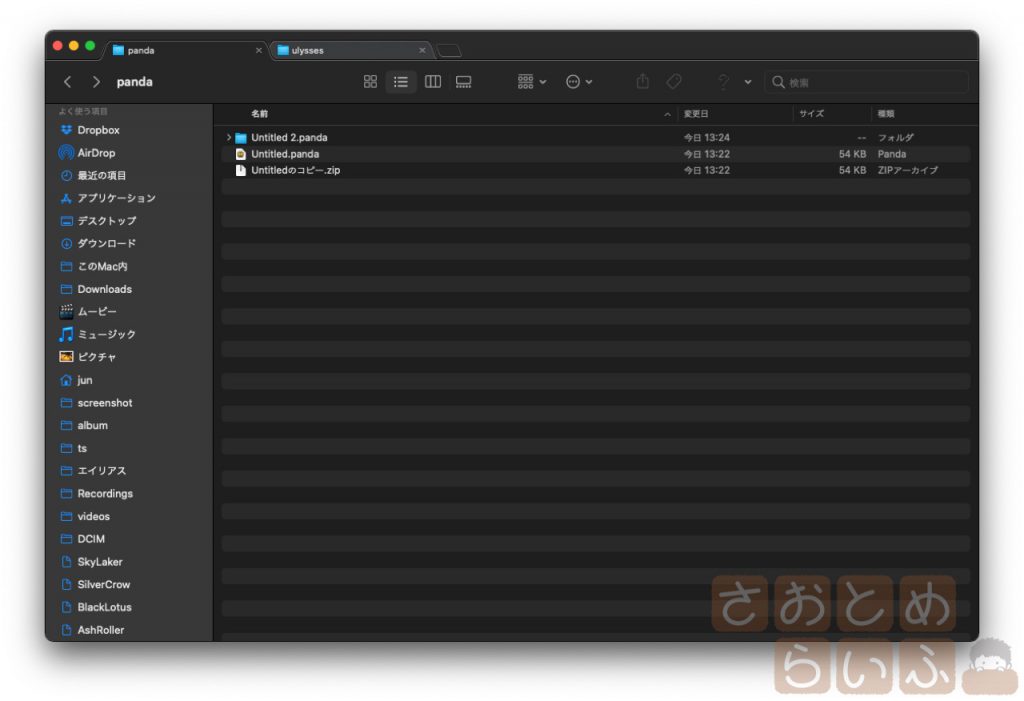 panda
ulysses
panda
検索
よく使う項目
Dropbox
AirDrop
最近の項目
アプリケーション
デスクトップ
ダウンロード
このMac内
Downloads
ムービー
ミュージック
ピクチャ
jun
screenshot
album
ts
エイリアス
Recordings
videos
DCIM
SkyLaker
SilverCrow
BlackLotus
AshRoller
名前 変更日 サイズ 種類
Untitled 2.panda 今日 13:24 -- フォルダ
Untitled.panda 今日 13:22 54 KB Panda
Untitledのコピー.zip 今日 13:22 54 KB ZIPアーカイブ
さおとめ
らいふ